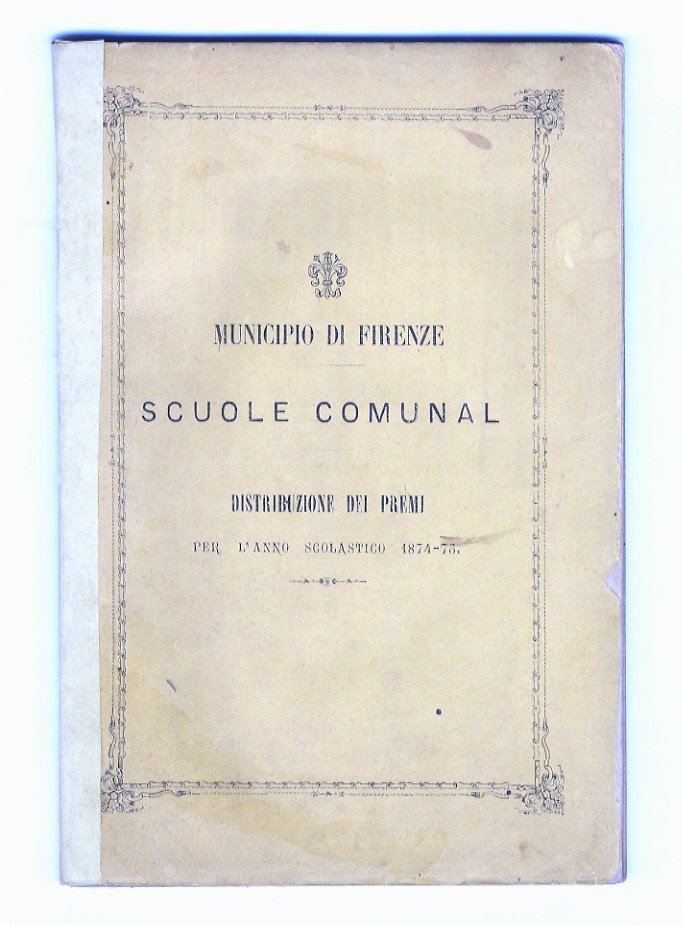 MUNICIPIO DI FIRENZE
SCUOLE COMUNAL
DISTRIBUZIONE DEI PREMI
PER L'ANNO SCOLASTICO 1874-75.